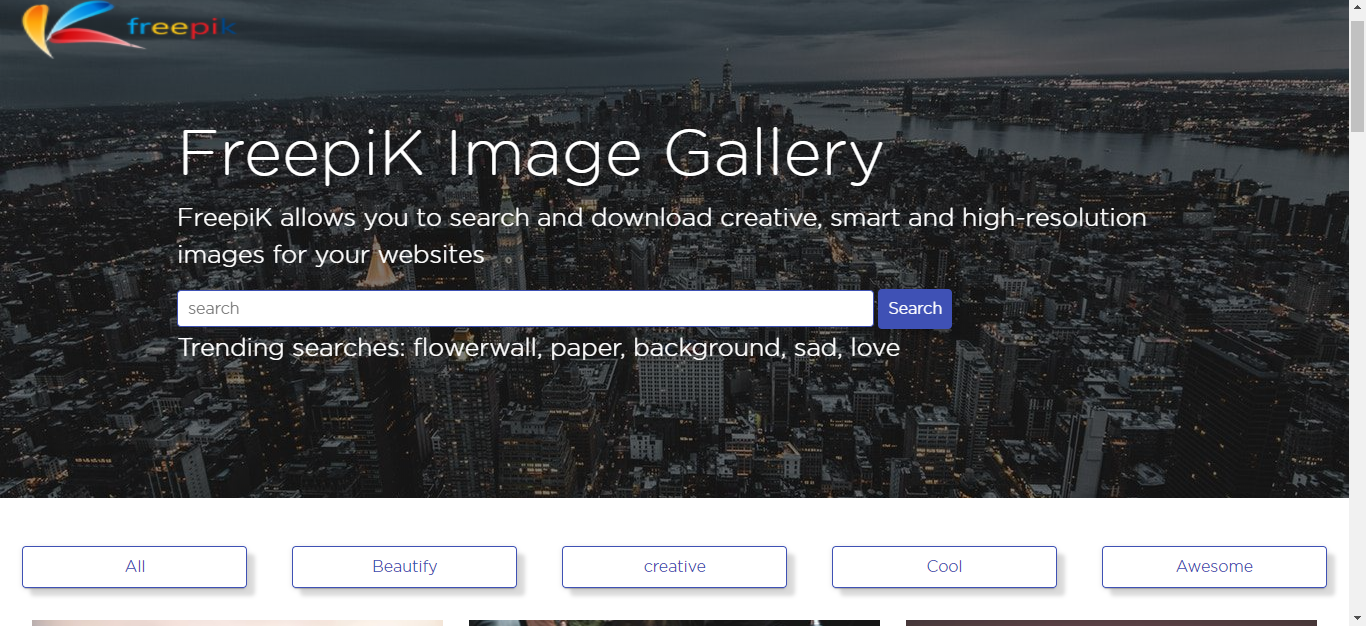 freepik
FreepiK Image Gallery
FreepiK allows you to search and download creative, smart and high-resolution
images for your websites
search
Search
Trending searches: flowerwall, paper, background, sad, love
All
Beautify
creative
Cool
Awesome